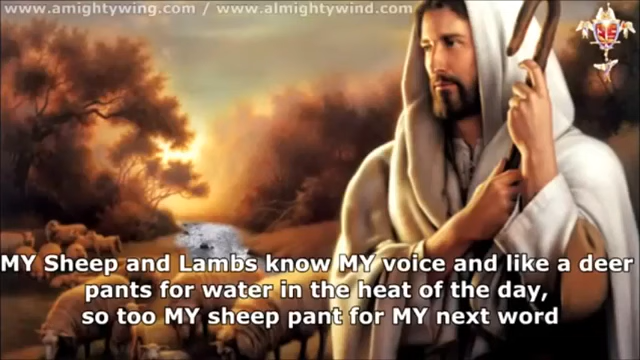 www.amightywing.com / www.almightywind.com
MY Sheep and Lambs know MY voice and like a deer
pants for water in the heat of the day,
so too MY sheep pant for MY next word